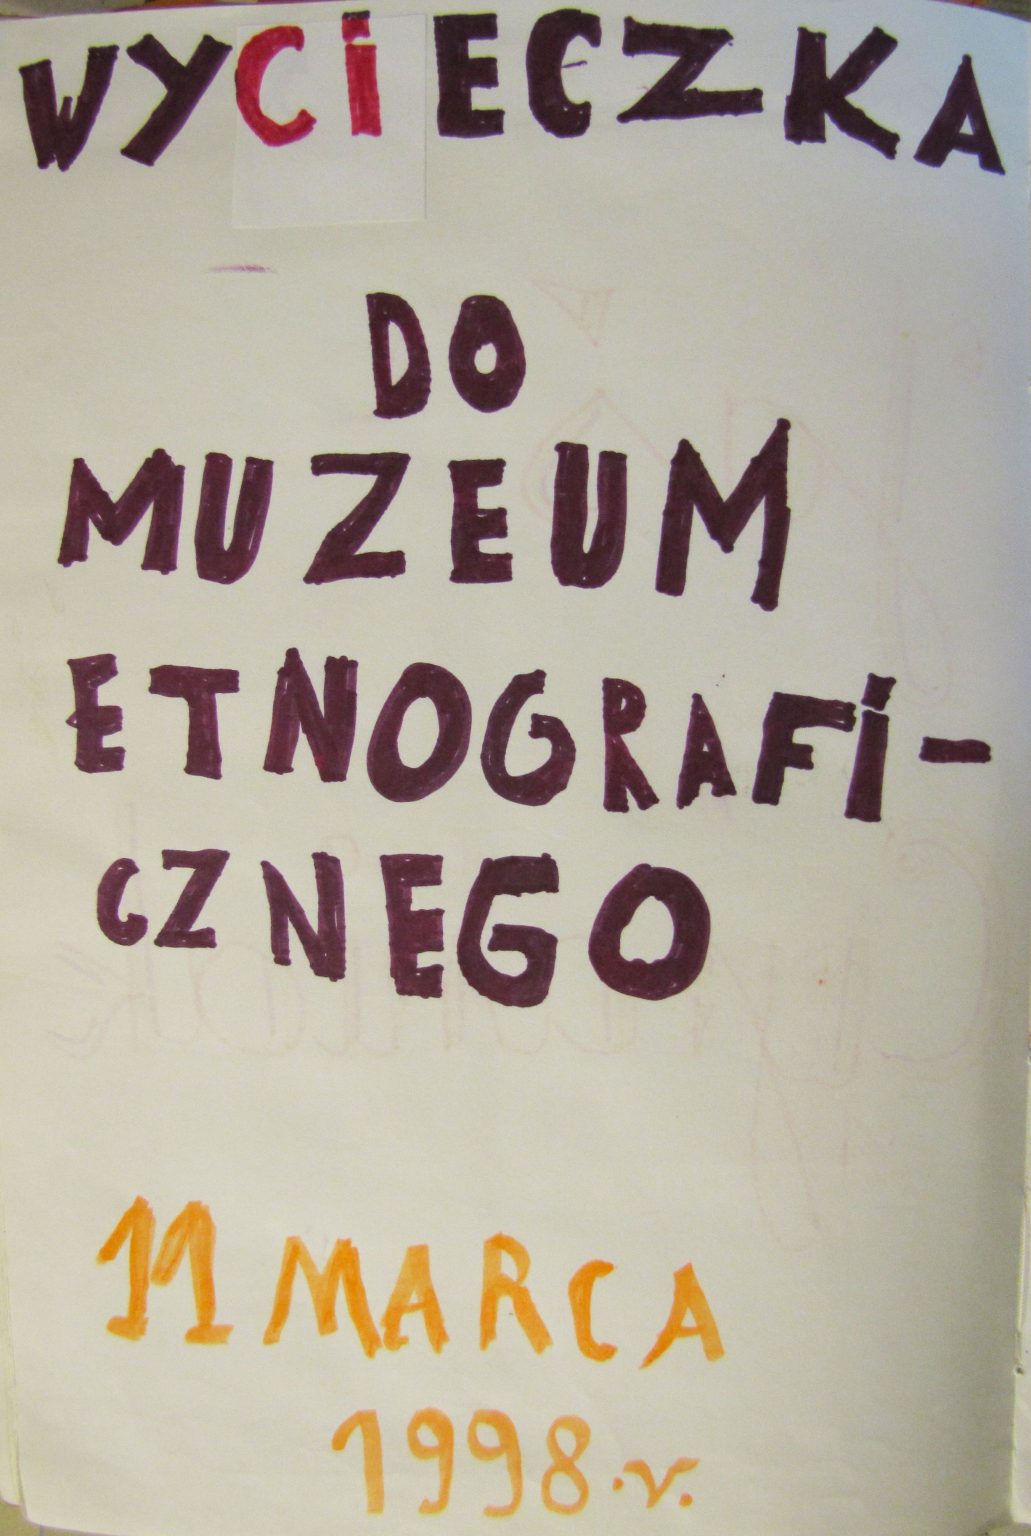 WYCIECZKA
DO
MUZEUM
ETNOGRAFI-
CZNEGO
11 MARCA
1998.r.